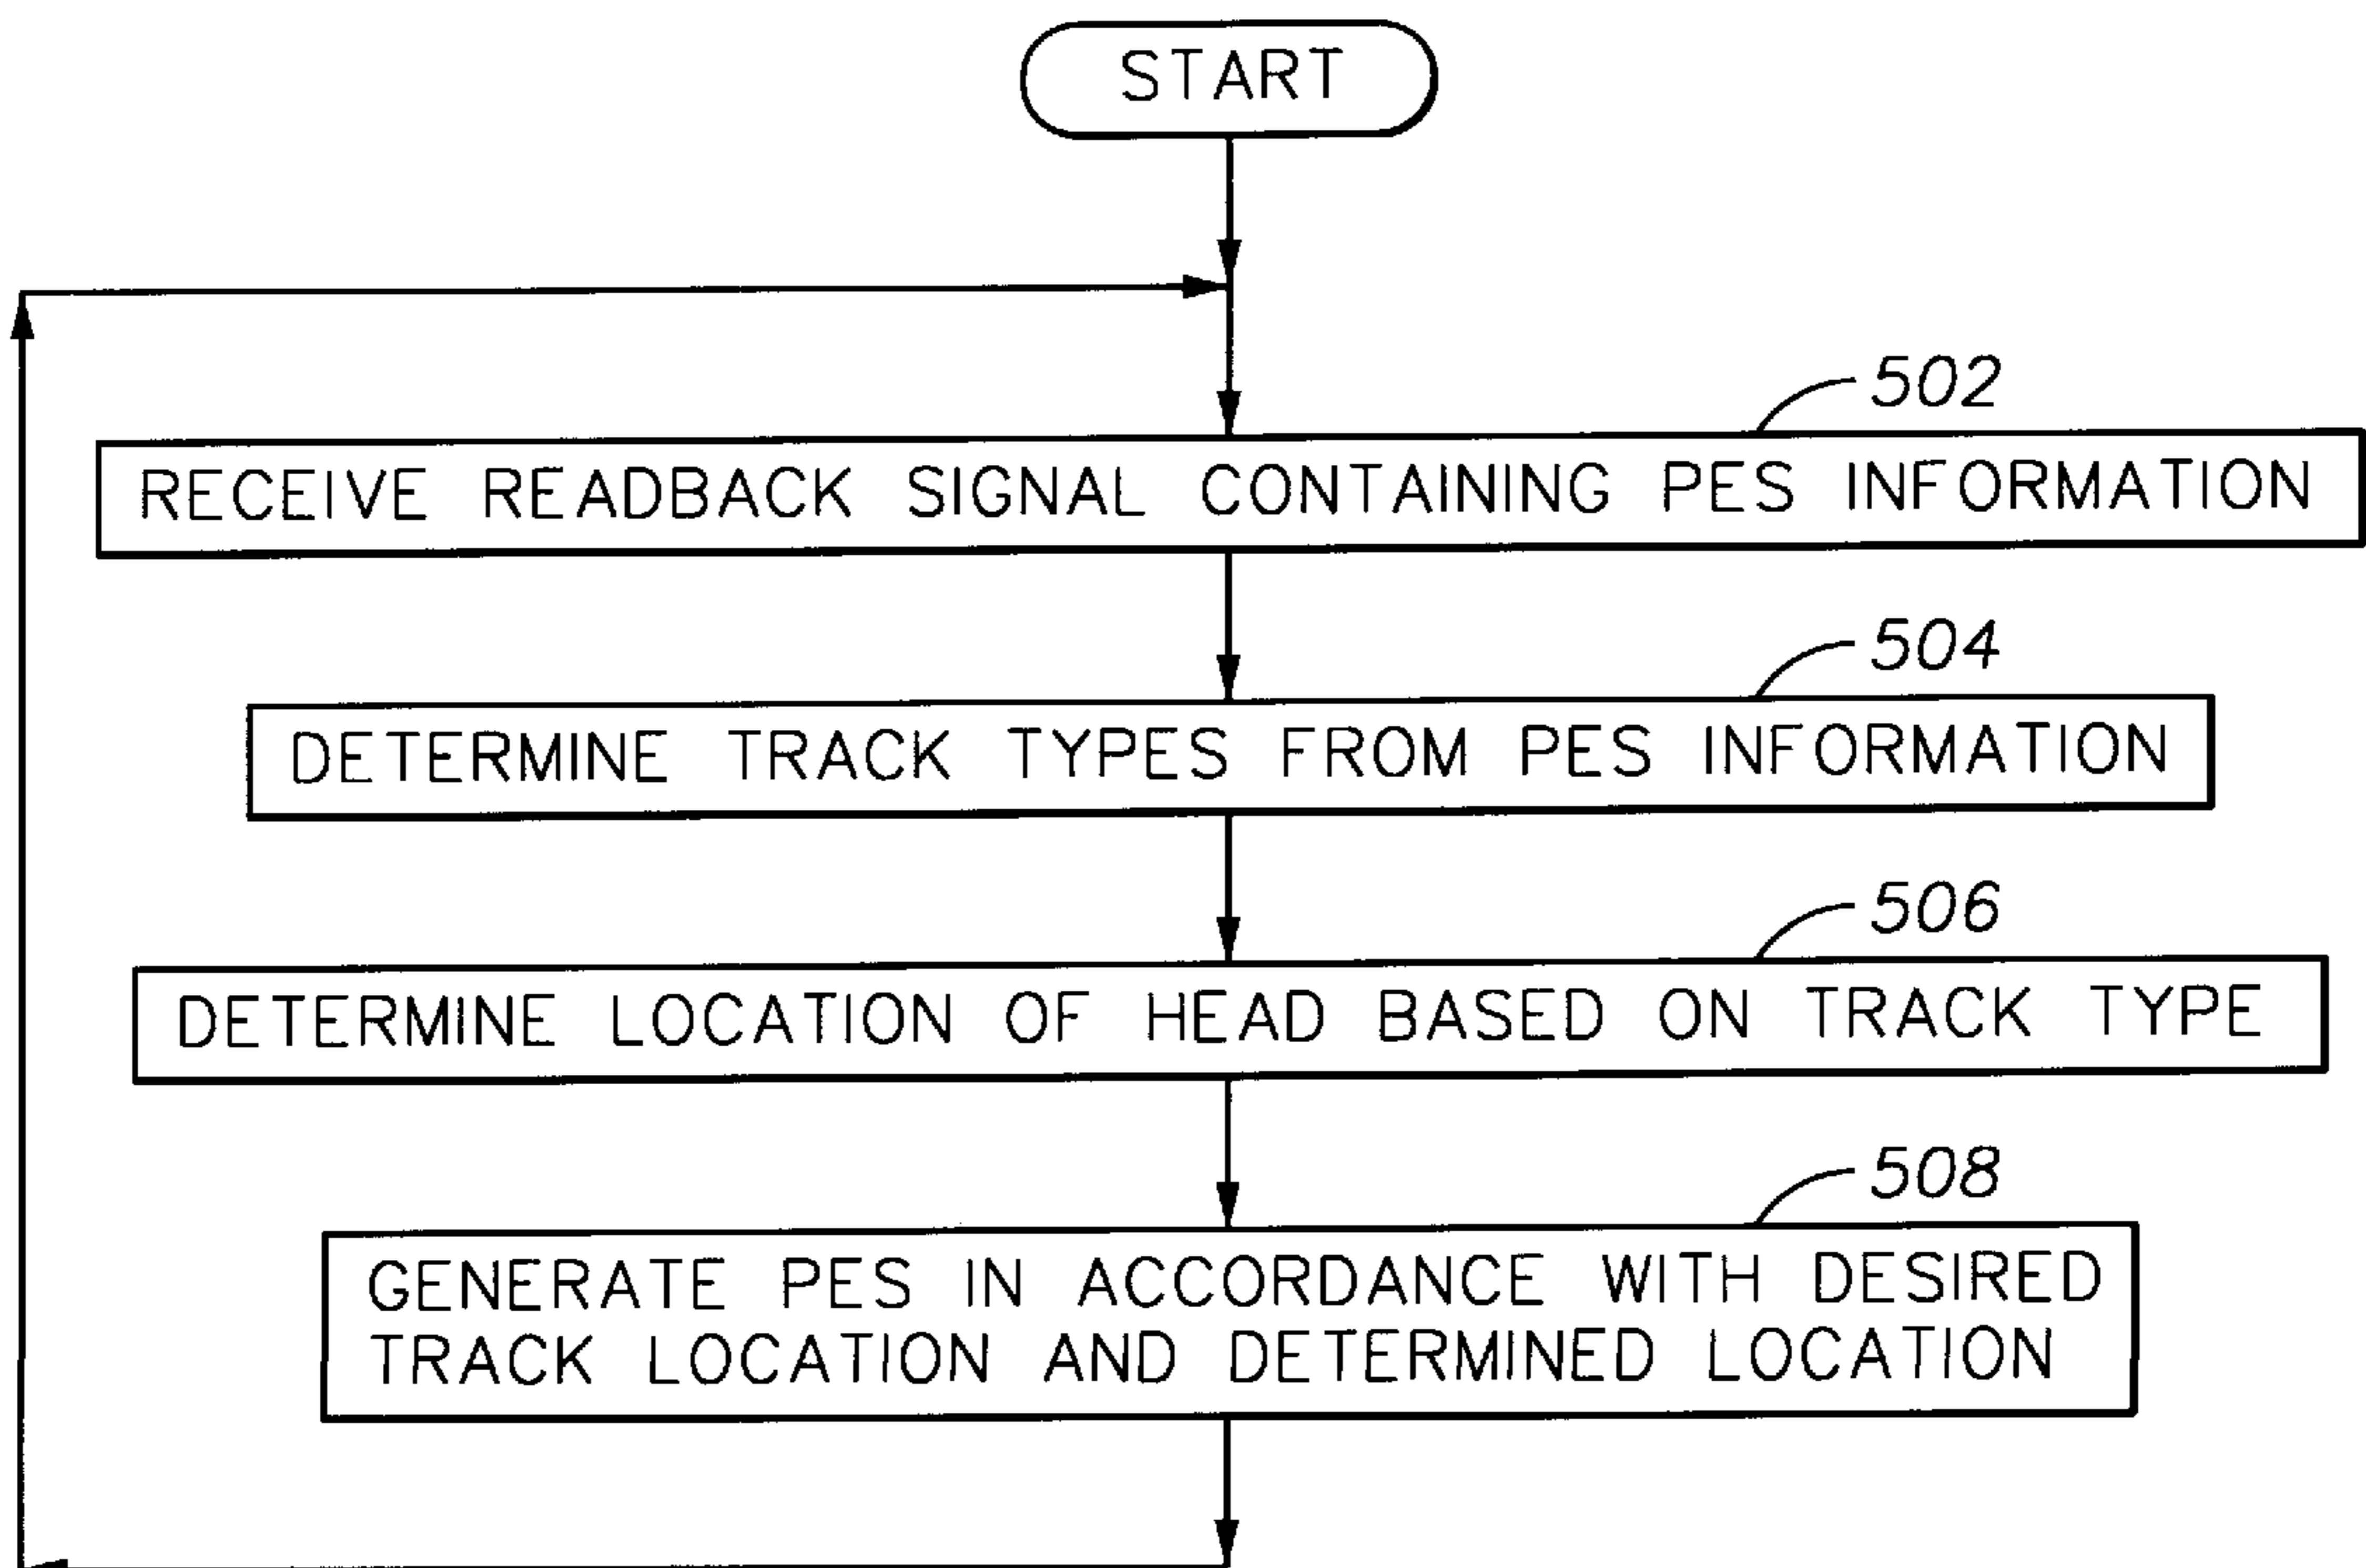 START
502
RECEIVE READBACK SIGNAL CONTAINING PES INFORMATION
504
DETERMINE TRACK TYPES FROM PES INFORMATION
506
DETERMINE LOCATION OF HEAD BASED ON TRACK TYPE
508
GENERATE PES IN ACCORDANCE WITH DESIRED
TRACK LOCATION AND DETERMINED LOCATION